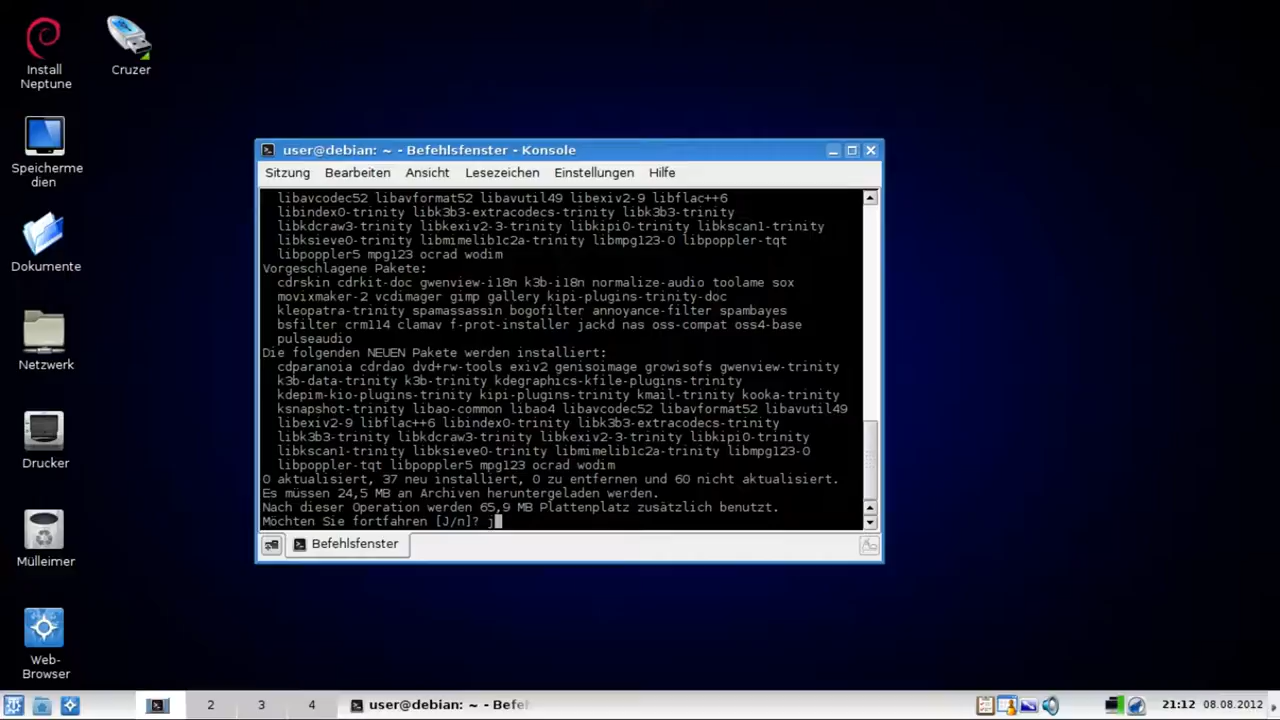 Install
Neptune
Cruzer
Speicherme
dien
Dokumente
Netzwerk
Drucker
Mülleimer
Web-
Browser
user@debian: ~ - Befehlsfenster - Konsole
Sitzung Bearbeiten Ansicht Lesezeichen Einstellungen Hilfe
libavcodec52 libavformat52 libavutil49 libexiv2-9 libflac++6
libindex0-trinity libk3b3-extracodecs-trinity libk3b3-trinity
libkdcraw3-trinity libkexiv2-3-trinity libkipi0-trinity libkscan1-trinity
libksieve0-trinity libmimelib1c2a-trinity libmpg123-0 libpoppler-tqt
libpoppler5 mpg123 ocrad wodim
Vorgeschlagene Pakete:
cdrskin cdrkit-doc gwenview-i18n k3b-i18n normalize-audio toolame sox
movixmaker-2 vcdimager gimp gallery kipi-plugins-trinity-doc
kleopatra-trinity spamassassin bogofilter annoyance-filter spambayes
bsfilter crm114 clamav f-prot-installer jackd nas oss-compat oss4-base
pulseaudio
Die folgenden NEUEN Pakete werden installiert:
cdparanoia cdrdao dvd+rw-tools exiv2 genisoimage growisofs gwenview-trinity
k3b-data-trinity k3b-trinity kdegraphics-kfile-plugins-trinity
kdepim-kio-plugins-trinity kipi-plugins-trinity kmail-trinity kooka-trinity
ksnapshot-trinity libao-common libao4 libavcodec52 libavformat52 libavutil49
libexiv2-9 libflac++6 libindex0-trinity libk3b3-extracodecs-trinity
libk3b3-trinity libkdcraw3-trinity libkexiv2-3-trinity libkipi0-trinity
libkscan1-trinity libksieve0-trinity libmimelib1c2a-trinity libmpg123-0
libpoppler-tqt libpoppler5 mpg123 ocrad wodim
0 aktualisiert, 37 neu installiert, 0 zu entfernen und 60 nicht aktualisiert.
Es müssen 24,5 MB an Archiven heruntergeladen werden.
Nach dieser Operation werden 65,9 MB Plattenplatz zusätzlich benutzt.
Möchten Sie fortfahren [J/n]? j
Befehlsfenster
2 3 4 user@debian: ~ - Befe 21:12 08.08.2012